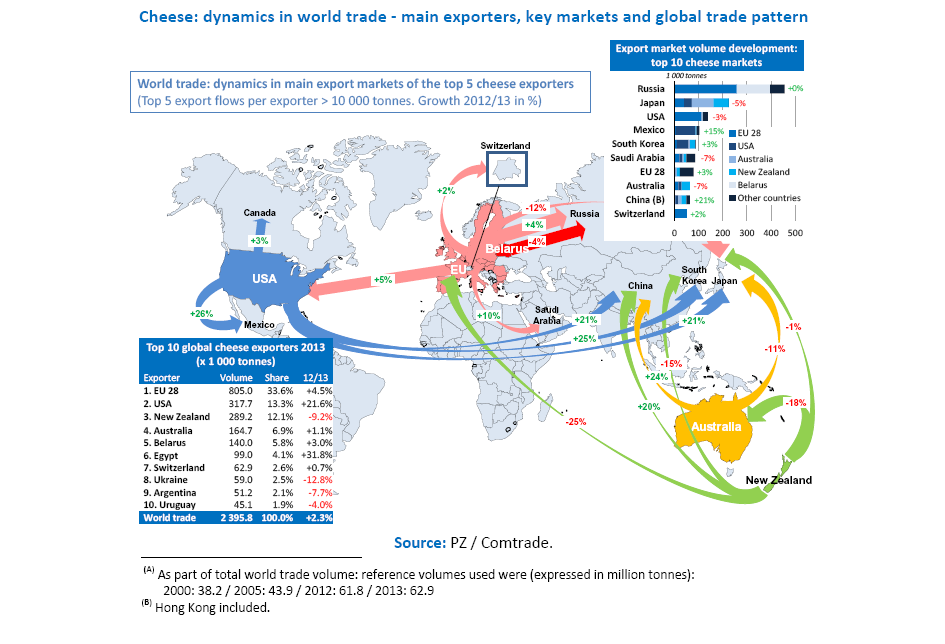 Cheese: dynamics in world trade - main exporters, key markets and global trade pattern
Export market volume development:
top 10 cheese markets
World trade: dynamics in main export markets of the top 5 cheese exporters
(Top 5 export flows per exporter > 10 000 tonnes. Growth 2012/13 in %)
1 000 tonnes
Russia +0%
Japan -5%
USA -3%
Mexico +15%
South Korea +3%
Saudi Arabia -7%
EU 28 +3%
Australia -7%
China (B) +21%
Switzerland +2%
EU 28
USA
Australia
New Zealand
Belarus
Other countries
0 100 200 300 400 500
Switzerland
+2%
-12%
Russia
+4%
-4%
Belarus
Canada
+3%
EU
USA
+5%
South
Korea
Japan
China
+26%
Mexico
+10%
Saudi
Arabia
+21%
+25%
+21%
-1%
-11%
-15%
+24%
+20%
-18%
-25%
Australia
New Zealand
Top 10 global cheese exporters 2013
(x 1 000 tonnes)
Exporter Volume Share 12/13
1. EU 28 805.0 33.6% +4.5%
2. USA 317.7 13.3% +21.6%
3. New Zealand 289.2 12.1% -9.2%
4. Australia 164.7 6.9% +1.1%
5. Belarus 140.0 5.8% +3.0%
6. Egypt 99.0 4.1% +31.8%
7. Switzerland 62.9 2.6% +0.7%
8. Ukraine 59.0 2.5% -12.8%
9. Argentina 51.2 2.1% -7.7%
10. Uruguay 45.1 1.9% -4.0%
World trade 2 395.8 100.0% +2.3%
Source: PZ / Comtrade.
(A) As part of total world trade volume: reference volumes used were (expressed in million tonnes):
2000: 38.2 / 2005: 43.9 / 2012: 61.8 / 2013: 62.9
(B) Hong Kong included.